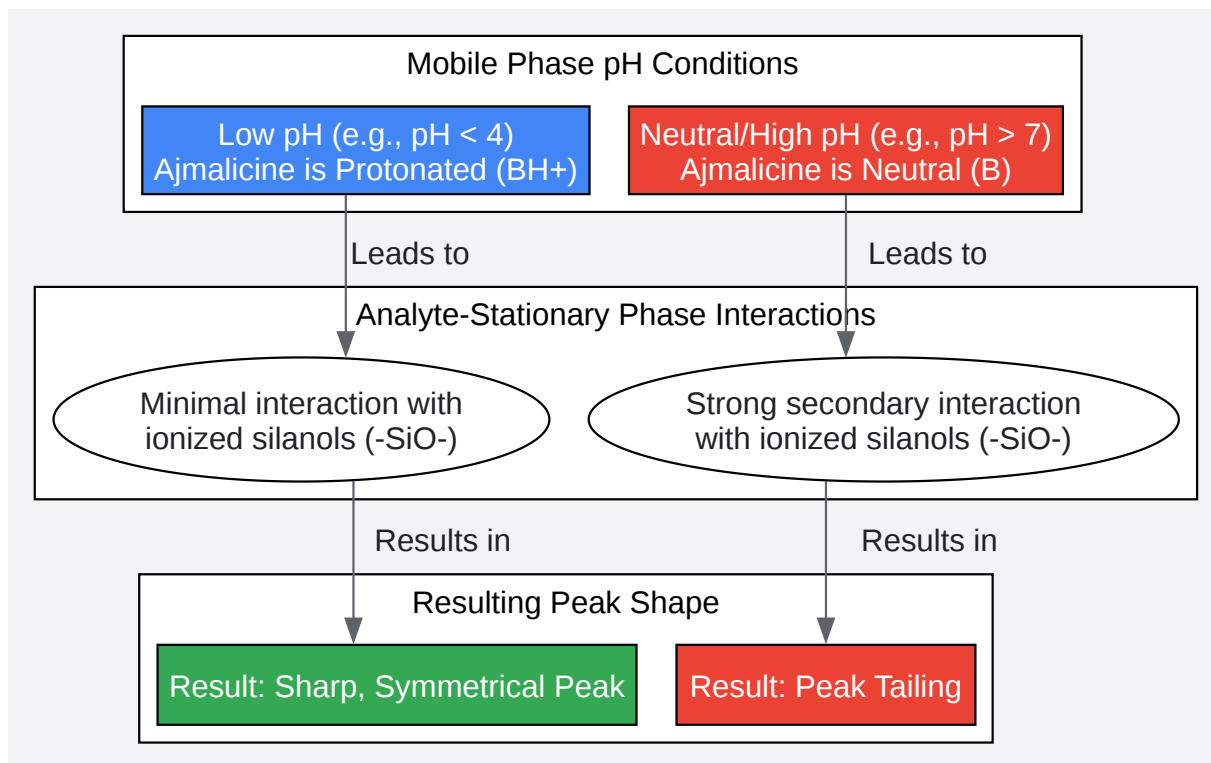 Mobile Phase pH Conditions
Low pH (e.g., pH < 4)
Ajmalicine is Protonated (BH+)
Neutral/High pH (e.g., pH > 7)
Ajmalicine is Neutral (B)
Leads to
Leads to
Analyte-Stationary Phase Interactions
Minimal interaction with
ionized silanols (-SiO-)
Strong secondary interaction
with ionized silanols (-SiO-)
Results in
Results in
Resulting Peak Shape
Result: Sharp, Symmetrical Peak
Result: Peak Tailing